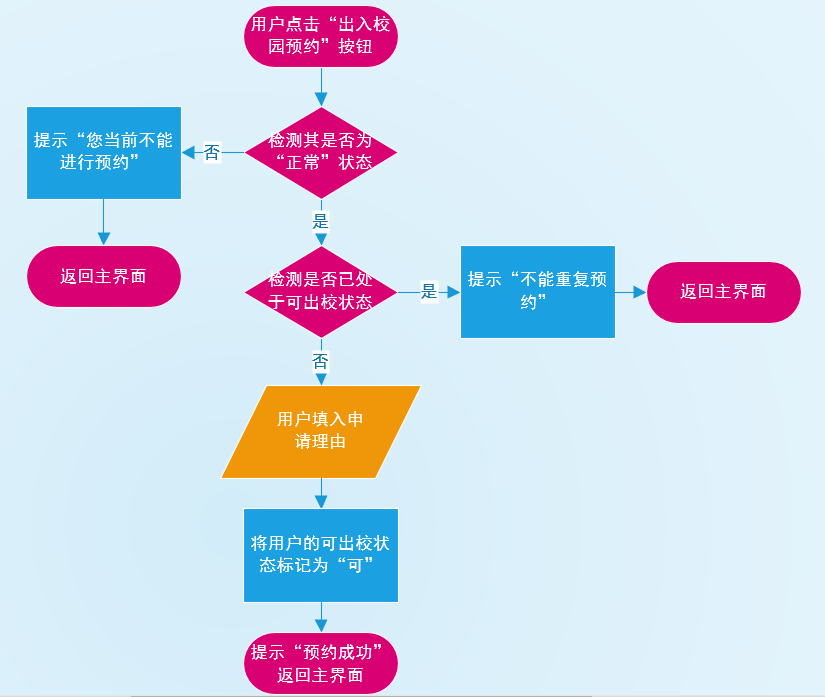 用户点击“出入校
园预约”按钮
检测其是否为
“正常”状态
否
提示“您当前不能
进行预约”
返回主界面
是
检测是否已处
于可出校状态
是
提示“不能重复预
约”
返回主界面
否
用户填入申
请理由
将用户的可出校状
态标记为“可”
提示“预约成功”
返回主界面